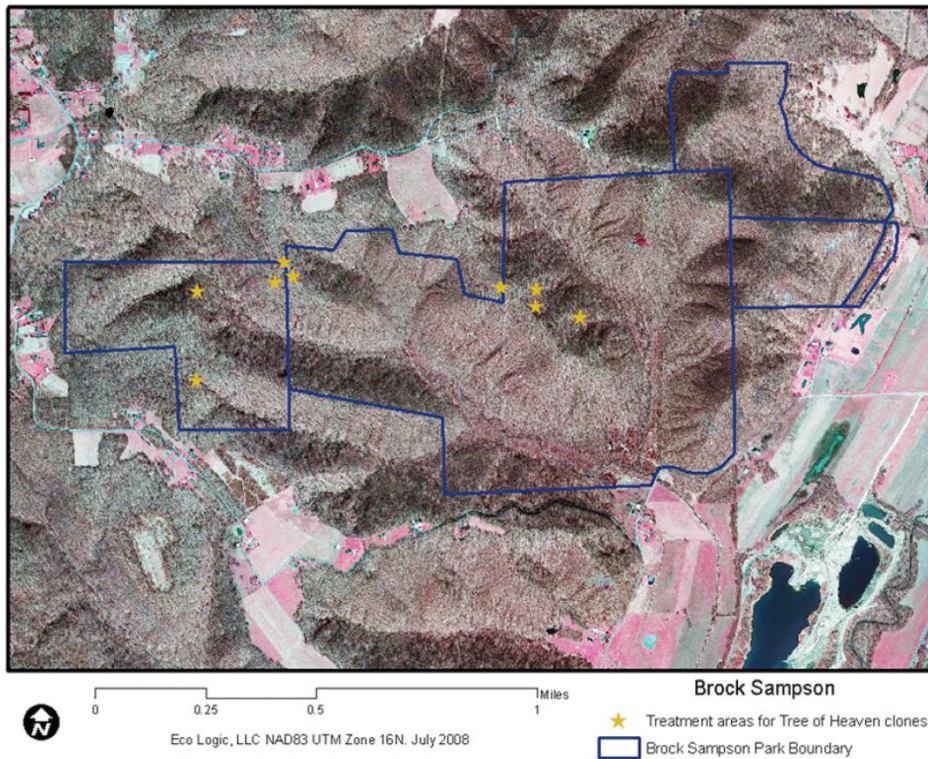 Miles
0 0.25 0.5 1
Eco Logic, LLC NAD83 UTM Zone 16N. July 2008
Brock Sampson
Treatment areas for Tree of Heaven clones
Brock Sampson Park Boundary